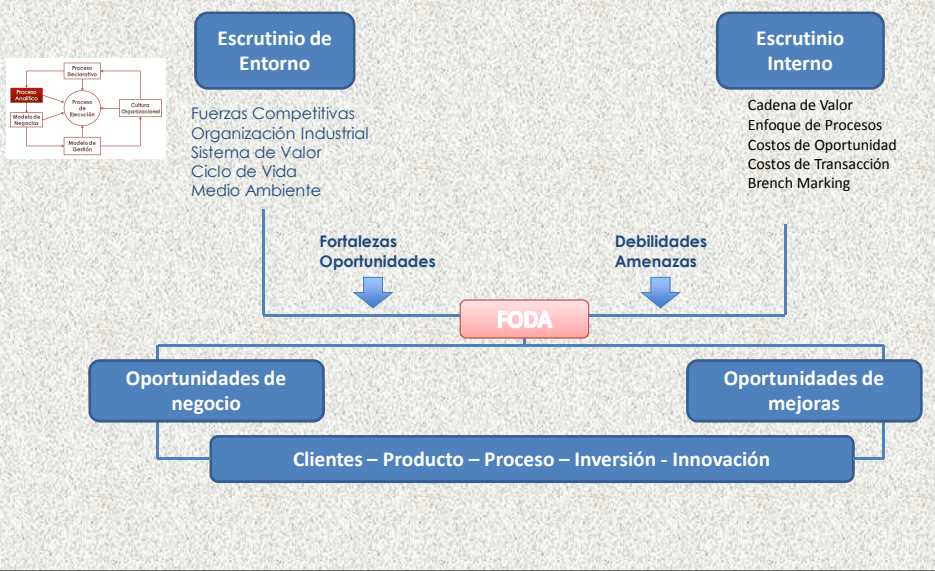 Escrutinio de
Entorno
Escrutinio
Interno
Proceso
Declarativo
Proceso
Analítico
Proceso
de
Ejecución
Cultura
Organizacional
Modelo de
Negocios
Modelo de
Gestión
Fuerzas Competitivas
Organización Industrial
Sistema de Valor
Ciclo de Vida
Medio Ambiente
Cadena de Valor
Enfoque de Procesos
Costos de Oportunidad
Costos de Transacción
Brench Marking
Fortalezas
Oportunidades
Debilidades
Amenazas
FODA
Oportunidades de
negocio
Oportunidades de
mejoras
Clientes – Producto – Proceso – Inversión - Innovación